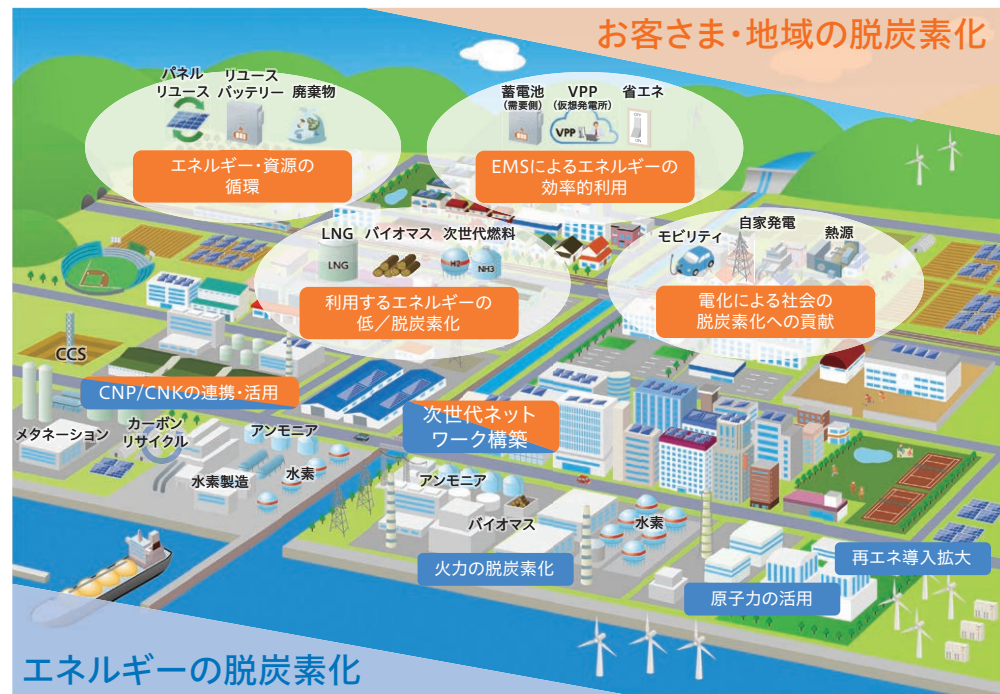 お客さま・地域の脱炭素化
パネル
リユース
リユース
バッテリー
廃棄物
エネルギー・資源の
循環
蓄電池
(需要側)
VPP
(仮想発電所)
省エネ
VPP
OFF
ON
EMSによるエネルギーの
効率的利用
LNG
バイオマス
次世代燃料
LNG
H2
NH3
利用するエネルギーの
低/脱炭素化
モビリティ
自家発電
熱源
電化による社会の
脱炭素化への貢献
CCS
CNP/CNKの連携・活用
メタネーション
カーボン
リサイクル
アンモニア
水素製造
水素
次世代ネット
ワーク構築
アンモニア
バイオマス
水素
火力の脱炭素化
原子力の活用
再エネ導入拡大
エネルギーの脱炭素化